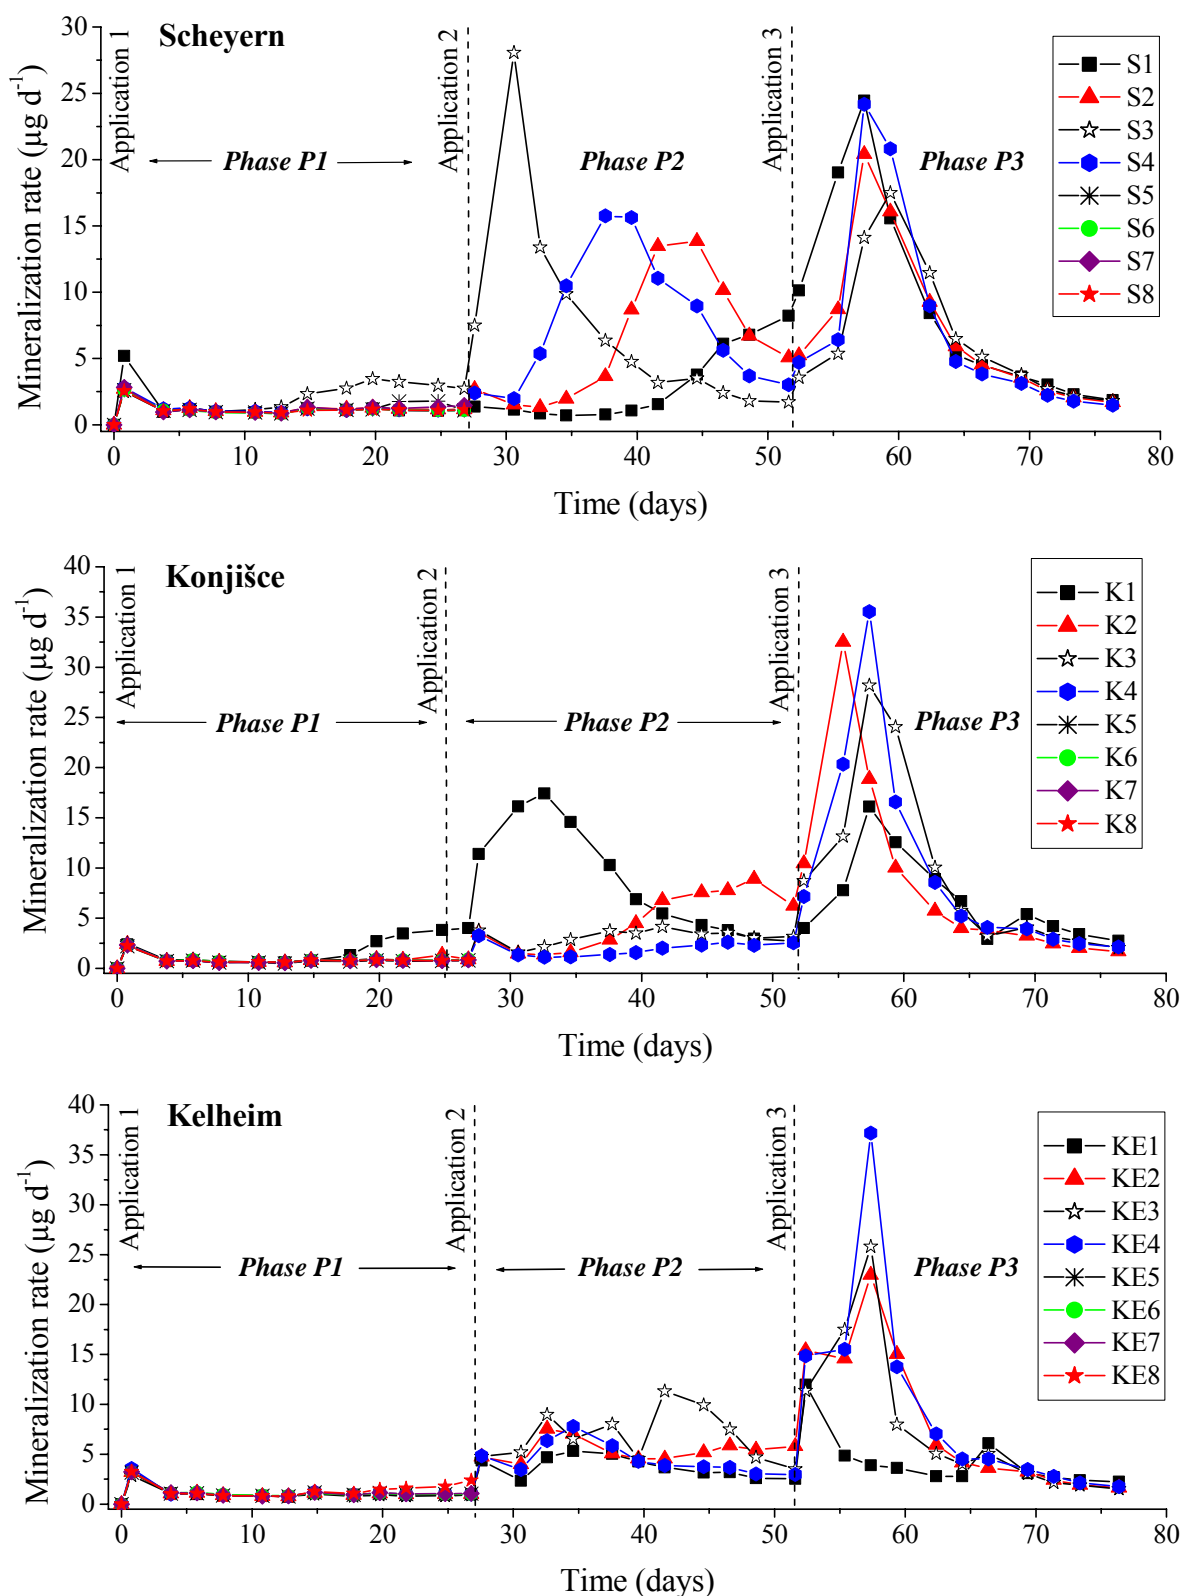 Scheyern
Application 1
Application 2
Application 3
Phase P1
Phase P2
Phase P3
Mineralization rate (µg d⁻¹)
30
25
20
15
10
5
0
0 10 20 30 40 50 60 70 80
Time (days)
S1
S2
S3
S4
S5
S6
S7
S8
Konjišce
Application 1
Application 2
Application 3
Phase P1
Phase P2
Phase P3
Mineralization rate (µg d⁻¹)
40
35
30
25
20
15
10
5
0
0 10 20 30 40 50 60 70 80
Time (days)
K1
K2
K3
K4
K5
K6
K7
K8
Kelheim
Application 1
Application 2
Application 3
Phase P1
Phase P2
Phase P3
Mineralization rate (µg d⁻¹)
40
35
30
25
20
15
10
5
0
0 10 20 30 40 50 60 70 80
Time (days)
KE1
KE2
KE3
KE4
KE5
KE6
KE7
KE8